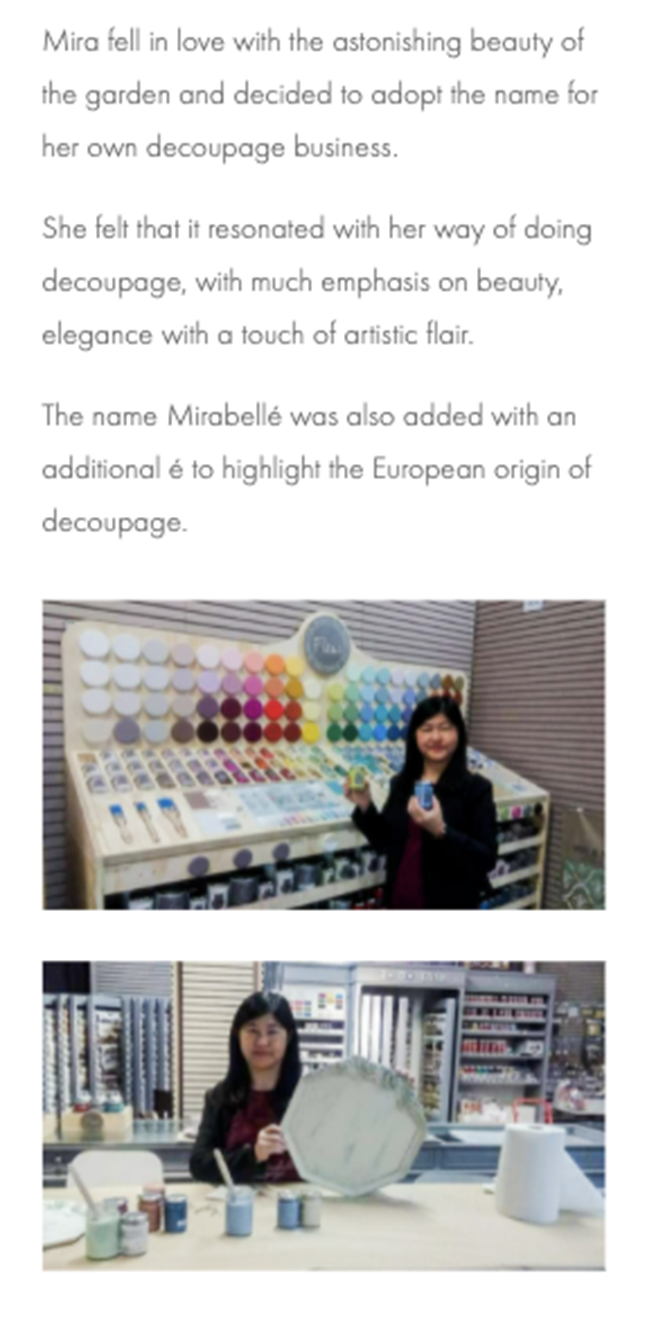 Mira fell in love with the astonishing beauty of
the garden and decided to adopt the name for
her own decoupage business.
She felt that it resonated with her way of doing
decoupage, with much emphasis on beauty,
elegance with a touch of artistic flair.
The name Mirabellé was also added with an
additional é to highlight the European origin of
decoupage.